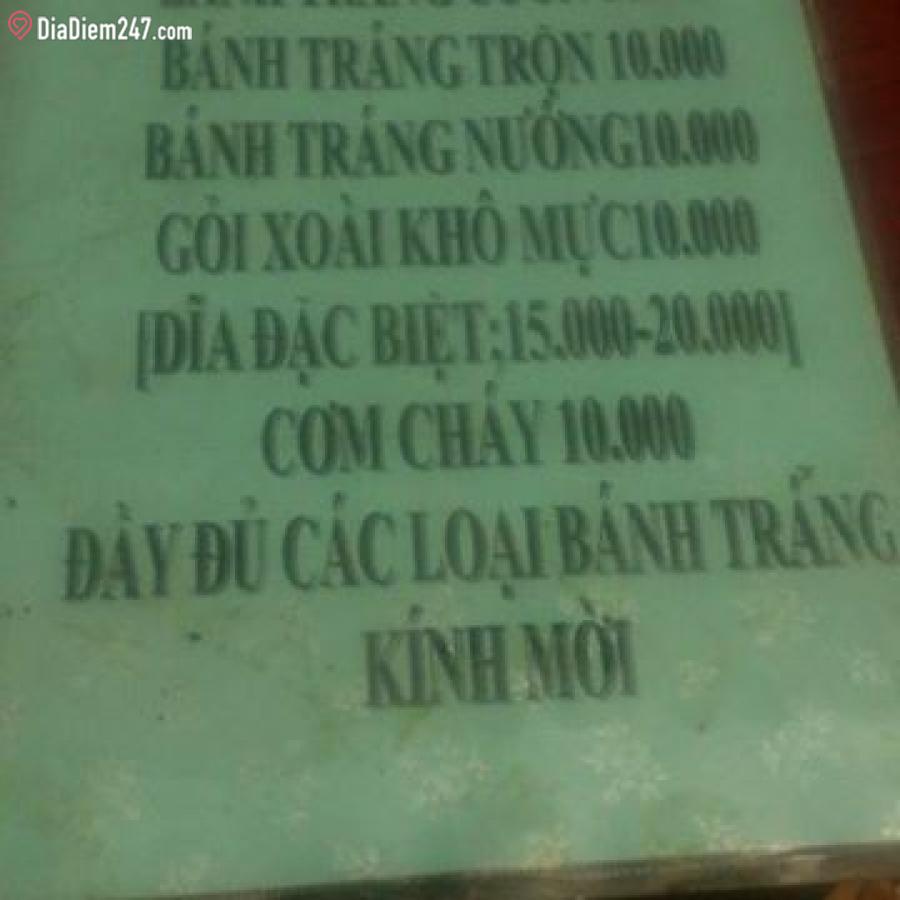 DiaDiem247.com
BÁNH TRÁNG TRỘN 10.000
BÁNH TRÁNG NƯỚNG10.000
GỎI XOÀI KHÔ MỰC10.000
[DĨA ĐẶC BIỆT:15.000-20.000]
CƠM CHÁY 10.000
ĐẦY ĐỦ CÁC LOẠI BÁNH TRÁNG
KÍNH MỜI